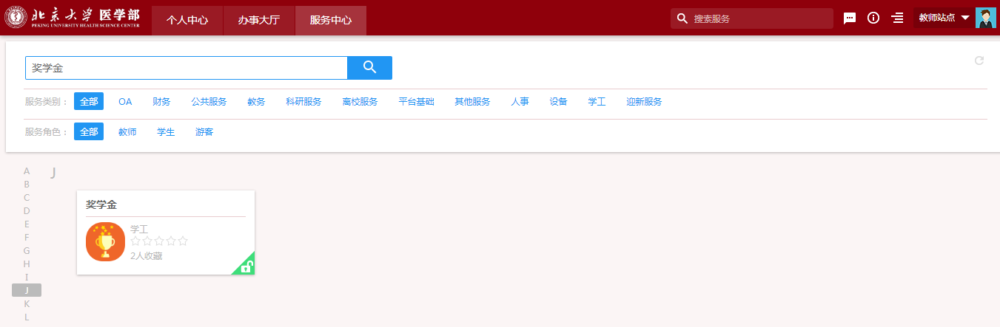 北京大学 医学部 个人中心 办事大厅 服务中心 搜索服务 教师站点
PEKING UNIVERSITY HEALTH SCIENCE CENTER
奖学金
服务类别： 全部 OA 财务 公共服务 教务 科研服务 离校服务 平台基础 其他服务 人事 设备 学工 迎新服务
服务角色： 全部 教师 学生 游客
A
J
B
C
D
E
F
G
H
I
J
K
L
奖学金
学工
2人收藏